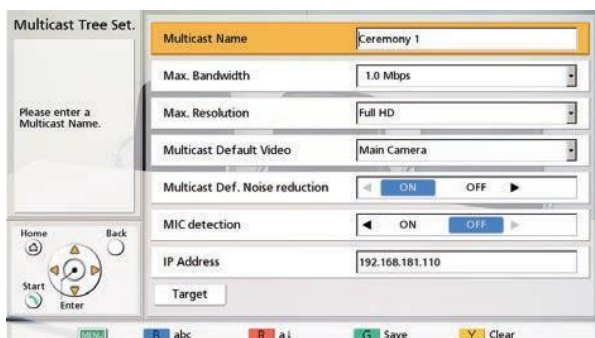 Multicast Tree Set.
Please enter a
Multicast Name.
Multicast Name Ceremony 1
Max. Bandwidth 1.0 Mbps
Max. Resolution Full HD
Multicast Default Video Main Camera
Multicast Def. Noise reduction ON OFF
MIC detection ON OFF
IP Address 192.168.181.110
Target
Home Back
Start
Enter
MENU B abc R a↓ G Save Y Clear